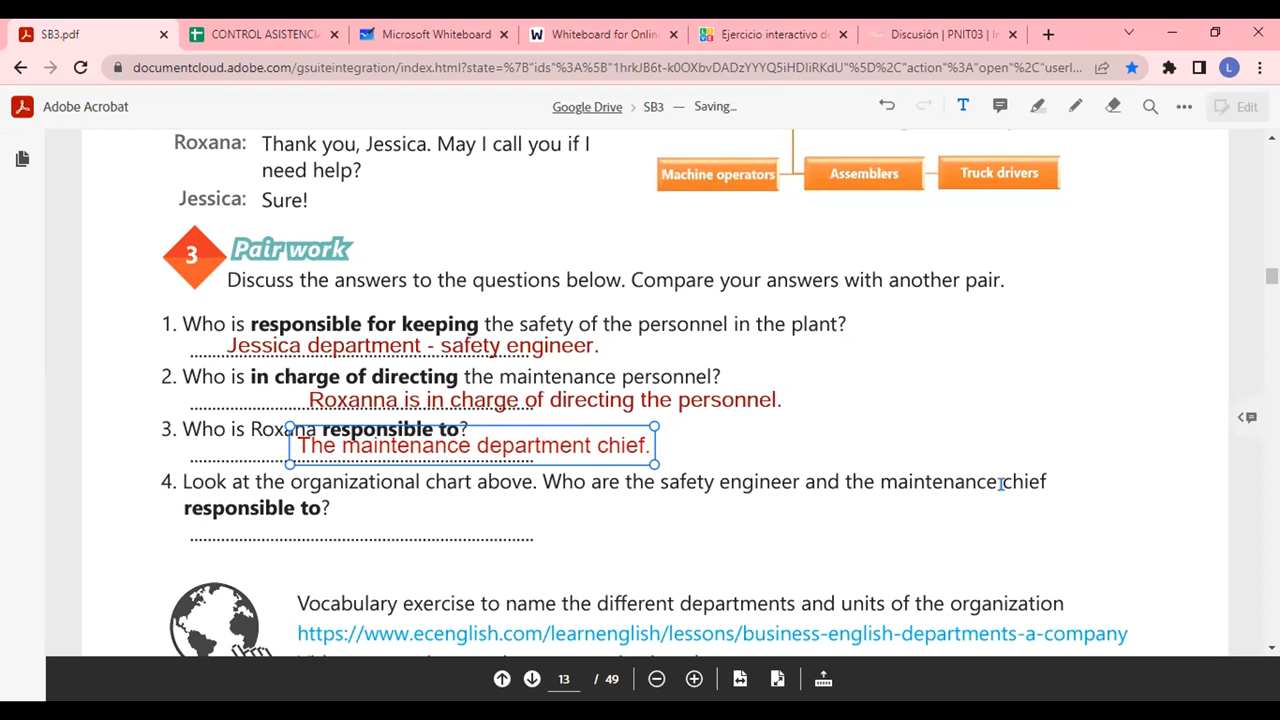 SB3.pdf
CONTROL ASISTENCI
Microsoft Whiteboard
Whiteboard for Onlin
Ejercicio interactivo de
Discusión | PNIT03 | In
documentcloud.adobe.com/gsuiteintegration/index.html?state=%7B"ids"%3A%5B"1hrkJB6t-k0OXbvDADzYYYQ5iHDIiRKdU"%5D%2C"action"%3A"open"%2C"userI...
L
Adobe Acrobat
Google Drive > SB3 — Saving...
Edit
Roxana: Thank you, Jessica. May I call you if I
need help?
Jessica: Sure!
Machine operators
Assemblers
Truck drivers
3 Pair work
Discuss the answers to the questions below. Compare your answers with another pair.
1. Who is responsible for keeping the safety of the personnel in the plant?
Jessica department - safety engineer.
2. Who is in charge of directing the maintenance personnel?
Roxanna is in charge of directing the personnel.
3. Who is Roxana responsible to?
The maintenance department chief.
4. Look at the organizational chart above. Who are the safety engineer and the maintenance chief
responsible to?
Vocabulary exercise to name the different departments and units of the organization
https://www.ecenglish.com/learnenglish/lessons/business-english-departments-a-company
13 / 49